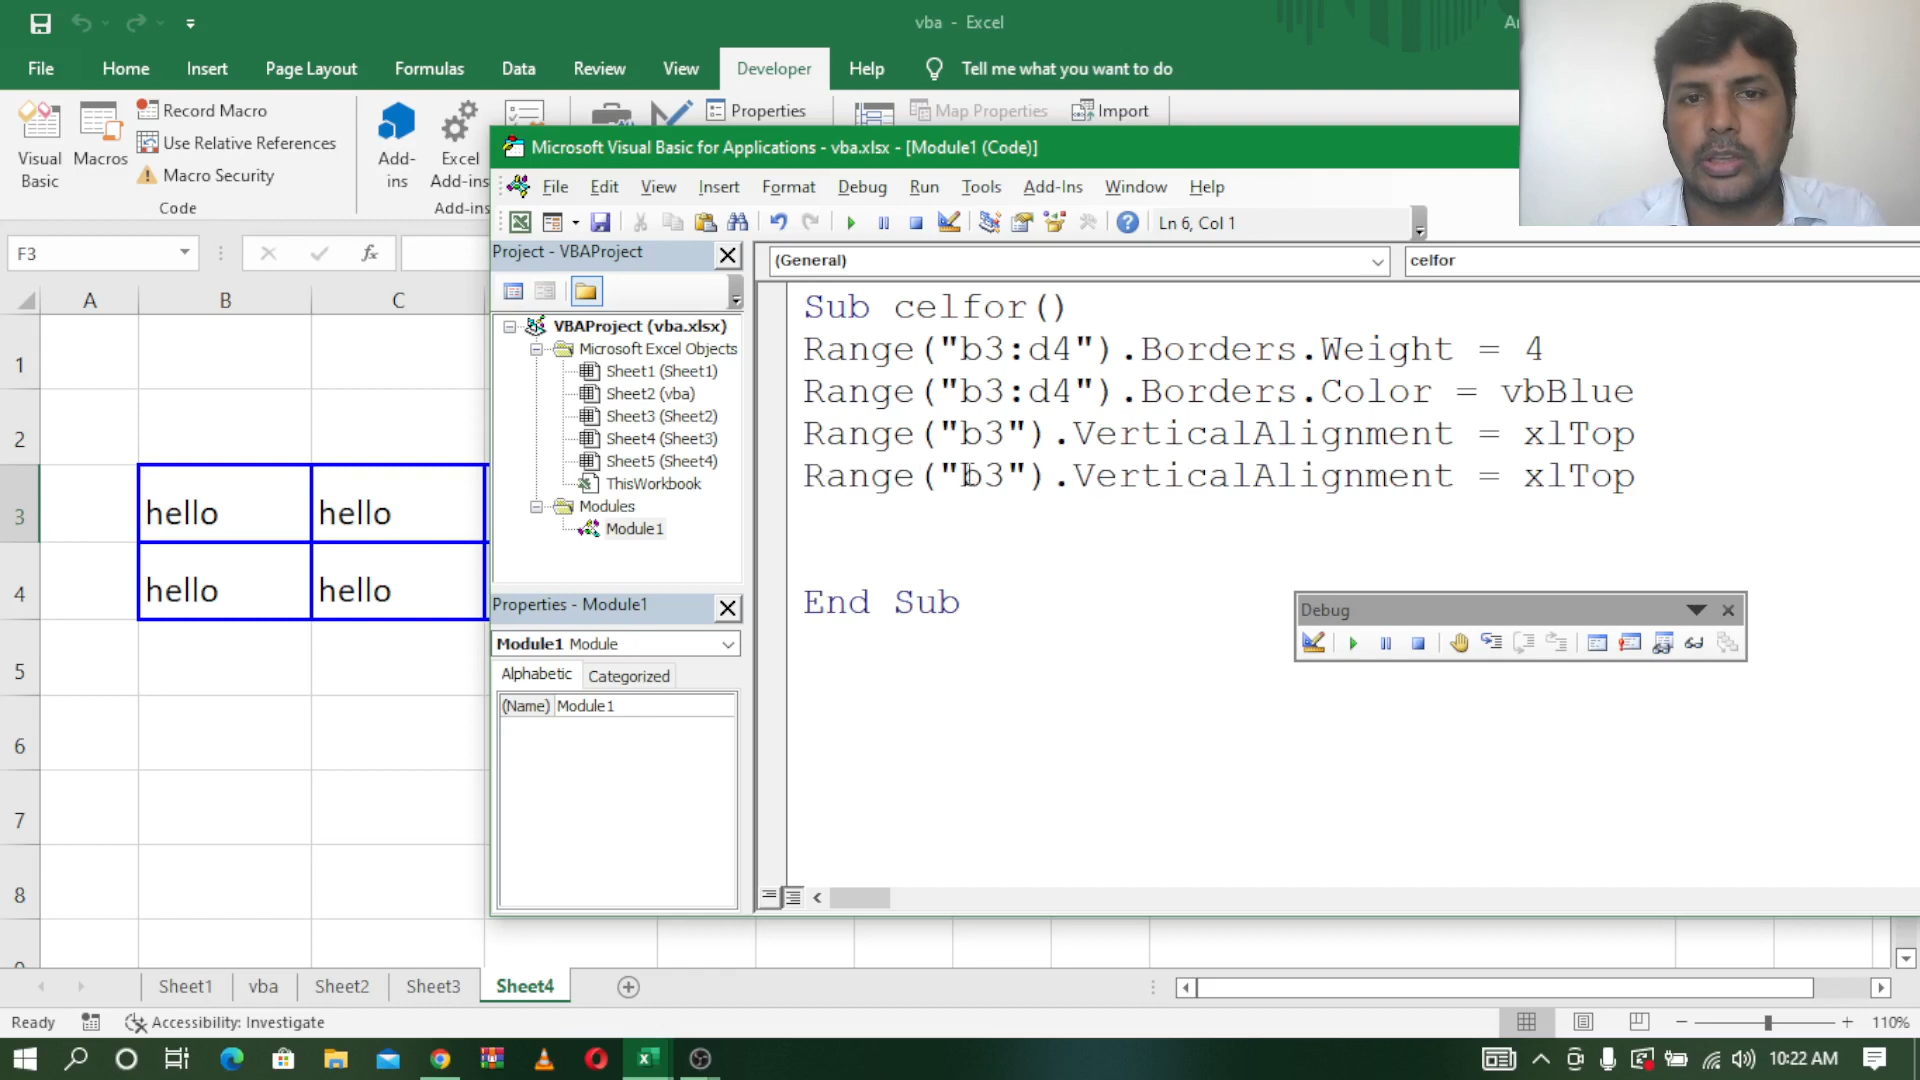 vba - Excel
File Home Insert Page Layout Formulas Data Review View Developer Help Tell me what you want to do
Visual Basic
Macros
Record Macro
Use Relative References
Macro Security
Code
Add-ins
Excel Add-ins
Add-ins
Properties
Map Properties
Import
Microsoft Visual Basic for Applications - vba.xlsx - [Module1 (Code)]
File Edit View Insert Format Debug Run Tools Add-Ins Window Help
Ln 6, Col 1
F3
fx
Project - VBAProject
VBAProject (vba.xlsx)
Microsoft Excel Objects
Sheet1 (Sheet1)
Sheet2 (vba)
Sheet3 (Sheet2)
Sheet4 (Sheet3)
Sheet5 (Sheet4)
ThisWorkbook
Modules
Module1
Properties - Module1
Module1 Module
Alphabetic Categorized
(Name) Module1
(General)
celfor
Sub celfor()
Range("b3:d4").Borders.Weight = 4
Range("b3:d4").Borders.Color = vbBlue
Range("b3").VerticalAlignment = xlTop
Range("b3").VerticalAlignment = xlTop
End Sub
Debug
A B C
1
2
3 hello hello
4 hello hello
5
6
7
8
Sheet1 vba Sheet2 Sheet3 Sheet4
Ready
Accessibility: Investigate
110%
10:22 AM